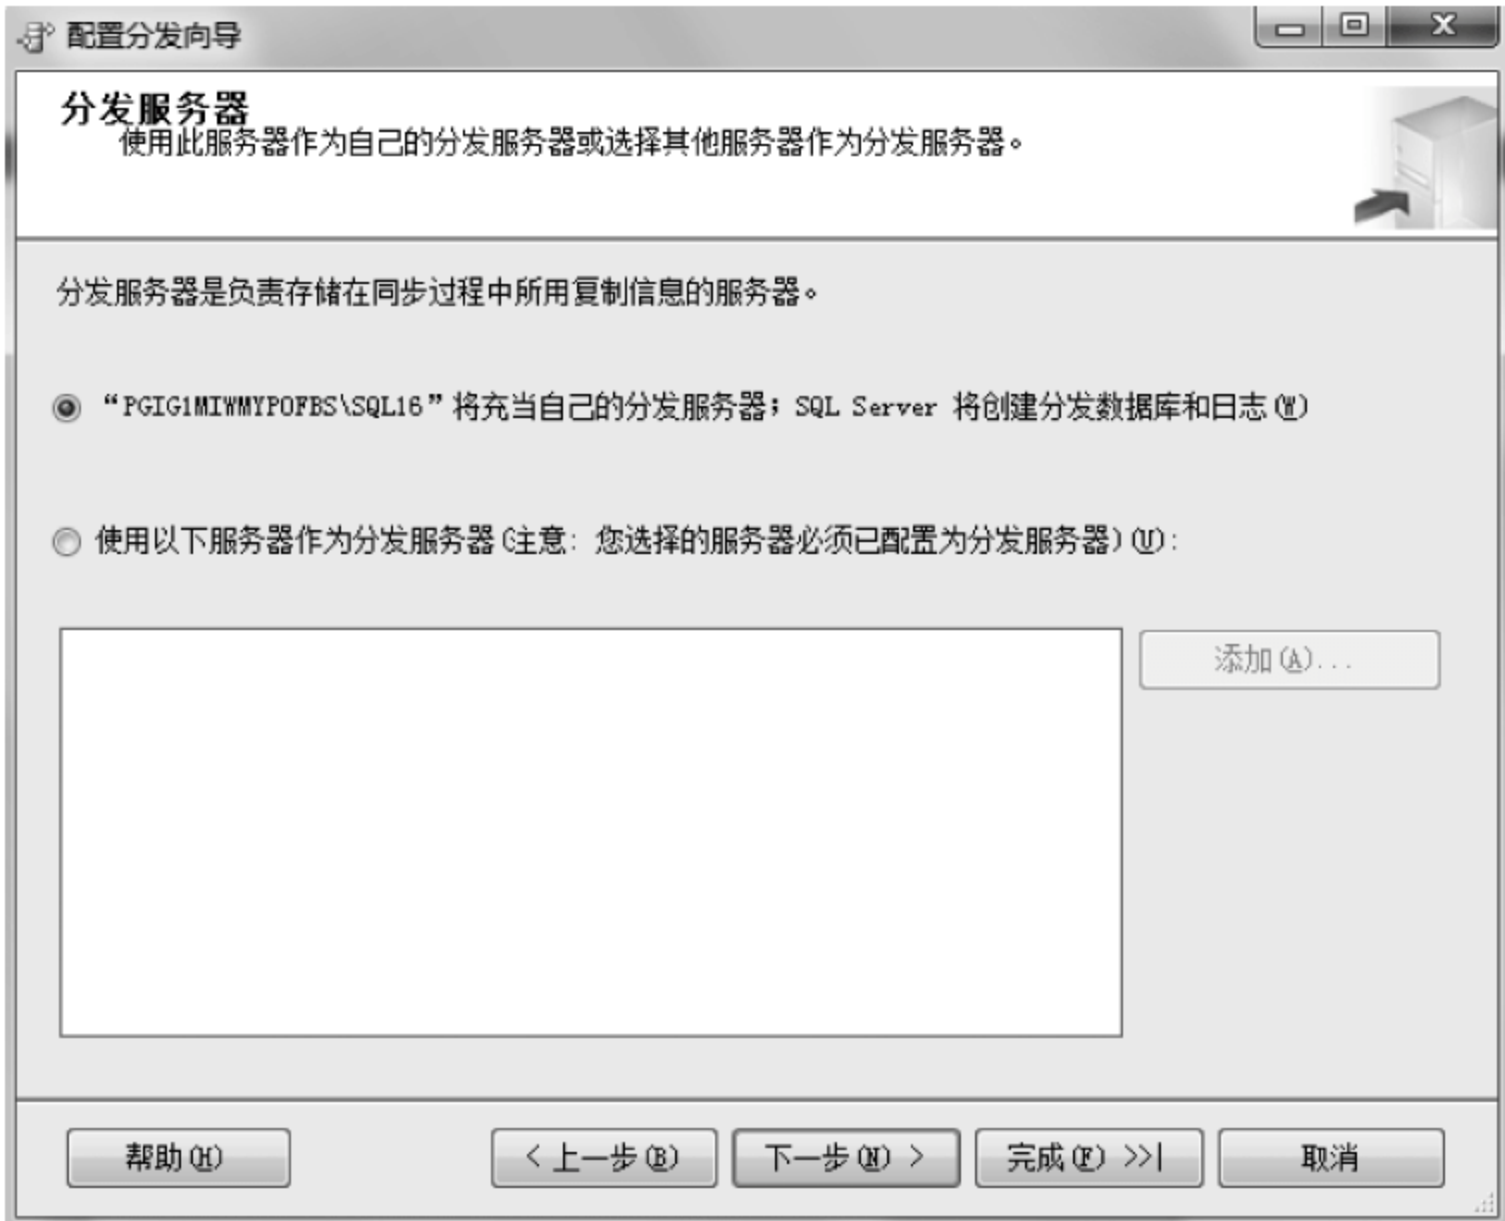 配置分发向导
分发服务器
使用此服务器作为自己的分发服务器或选择其他服务器作为分发服务器。
分发服务器是负责存储在同步过程中所用复制信息的服务器。
“PGIG1MIWMYPOFBS\SQL16”将充当自己的分发服务器；SQL Server 将创建分发数据库和日志(W)
使用以下服务器作为分发服务器(注意: 您选择的服务器必须已配置为分发服务器)(U):
添加(A)...
帮助(H)
< 上一步(B)
下一步(N) >
完成(F) >>|
取消